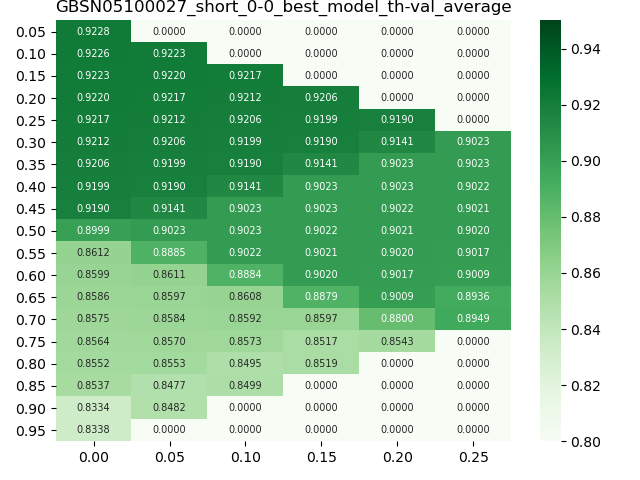 GBSN05100027_short_0-0_best_model_th-val_average
0.05 0.9228 0.0000 0.0000 0.0000 0.0000 0.0000
0.10 0.9226 0.9223 0.0000 0.0000 0.0000 0.0000
0.15 0.9223 0.9220 0.9217 0.0000 0.0000 0.0000
0.20 0.9220 0.9217 0.9212 0.9206 0.0000 0.0000
0.25 0.9217 0.9212 0.9206 0.9199 0.9190 0.0000
0.30 0.9212 0.9206 0.9199 0.9190 0.9141 0.9023
0.35 0.9206 0.9199 0.9190 0.9141 0.9023 0.9023
0.40 0.9199 0.9190 0.9141 0.9023 0.9023 0.9022
0.45 0.9190 0.9141 0.9023 0.9023 0.9022 0.9021
0.50 0.8999 0.9023 0.9023 0.9022 0.9021 0.9020
0.55 0.8612 0.8885 0.9022 0.9021 0.9020 0.9017
0.60 0.8599 0.8611 0.8884 0.9020 0.9017 0.9009
0.65 0.8586 0.8597 0.8608 0.8879 0.9009 0.8936
0.70 0.8575 0.8584 0.8592 0.8597 0.8800 0.8949
0.75 0.8564 0.8570 0.8573 0.8517 0.8543 0.0000
0.80 0.8552 0.8553 0.8495 0.8519 0.0000 0.0000
0.85 0.8537 0.8477 0.8499 0.0000 0.0000 0.0000
0.90 0.8334 0.8482 0.0000 0.0000 0.0000 0.0000
0.95 0.8338 0.0000 0.0000 0.0000 0.0000 0.0000
0.00 0.05 0.10 0.15 0.20 0.25
0.94
0.92
0.90
0.88
0.86
0.84
0.82
0.80